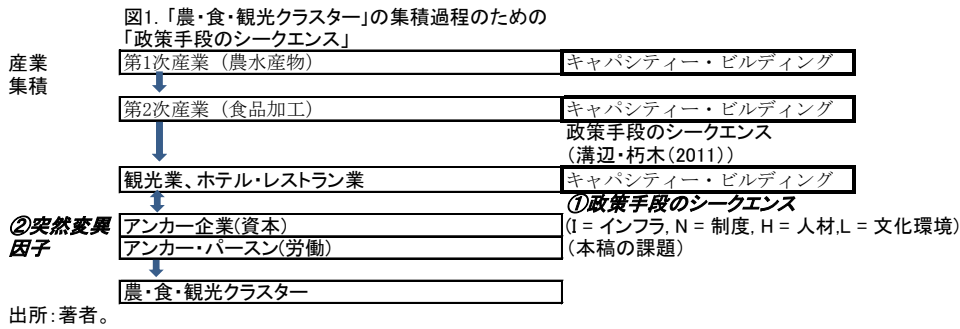 図1. 「農・食・観光クラスター」の集積過程のための
「政策手段のシークエンス」
産業
集積
第1次産業（農水産物）
キャパシティー・ビルディング
第2次産業（食品加工）
キャパシティー・ビルディング
政策手段のシークエンス
（溝辺・朽木（2011））
観光業、ホテル・レストラン業
キャパシティー・ビルディング
①政策手段のシークエンス
②突然変異
因子
アンカー企業(資本)
(I = インフラ, N = 制度, H = 人材,L = 文化環境)
アンカー・パースン(労働)
（本稿の課題）
農・食・観光クラスター
出所：著者。